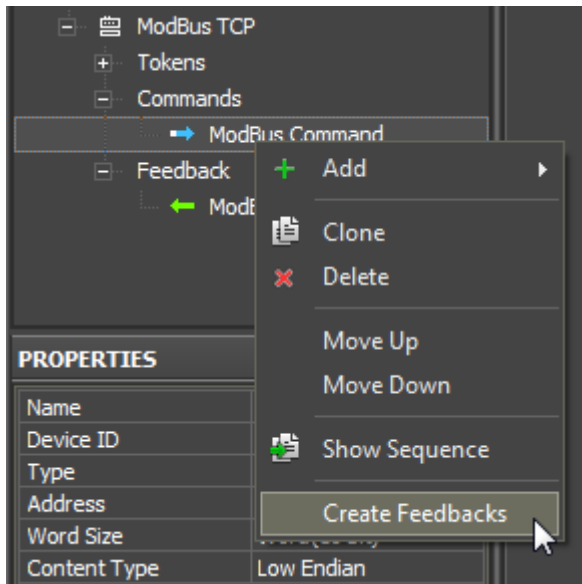 ModBus TCP
Tokens
Commands
ModBus Command
Feedback
Add
Clone
Delete
Move Up
Move Down
Show Sequence
Create Feedbacks
PROPERTIES
Name
Device ID
Type
Address
Word Size
Content Type Low Endian